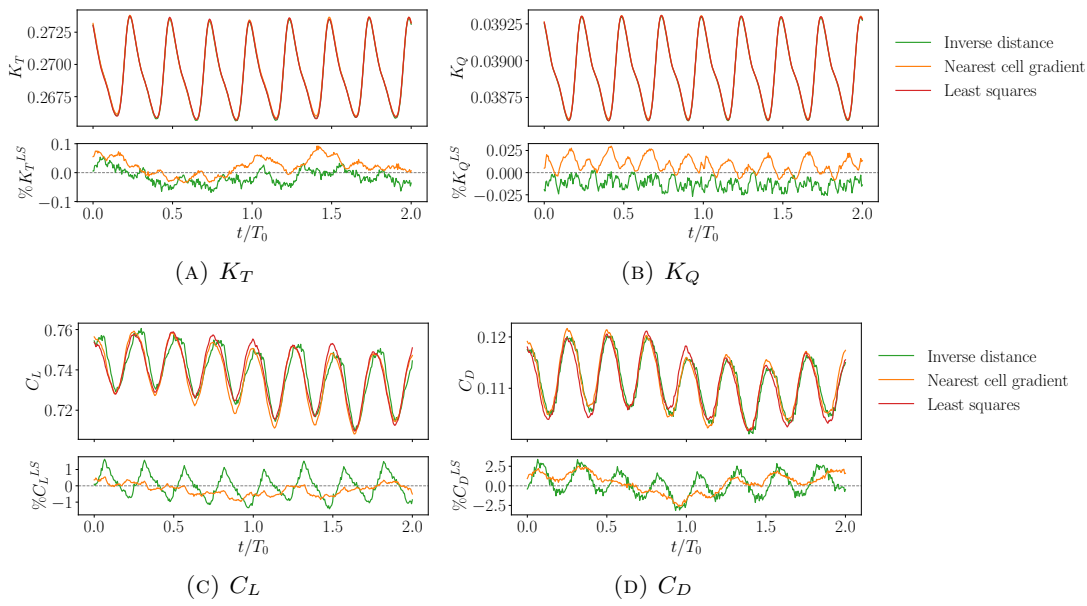 0.2725
0.2700
0.2675
K_T
0.1
0.0
−0.1
%K_T^{LS}
0.0 0.5 1.0 1.5 2.0
t/T_0
(A) K_T
0.03925
0.03900
0.03875
K_Q
0.025
0.000
−0.025
%K_Q^{LS}
0.0 0.5 1.0 1.5 2.0
t/T_0
(B) K_Q
Inverse distance
Nearest cell gradient
Least squares
0.76
0.74
0.72
C_L
1
0
−1
%C_L^{LS}
0.0 0.5 1.0 1.5 2.0
t/T_0
(C) C_L
0.12
0.11
C_D
2.5
0.0
−2.5
%C_D^{LS}
0.0 0.5 1.0 1.5 2.0
t/T_0
(D) C_D
Inverse distance
Nearest cell gradient
Least squares